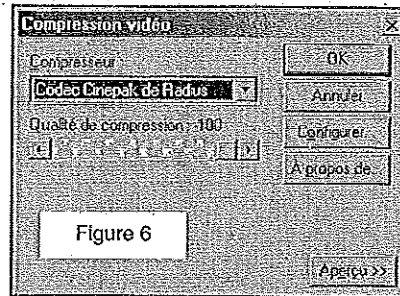 Compression vidéo
Compresseur
Codec Cinepak de Radius
Qualité de compression : 100
OK
Annuler
Configurer...
À propos de...
Aperçu >>
Figure 6